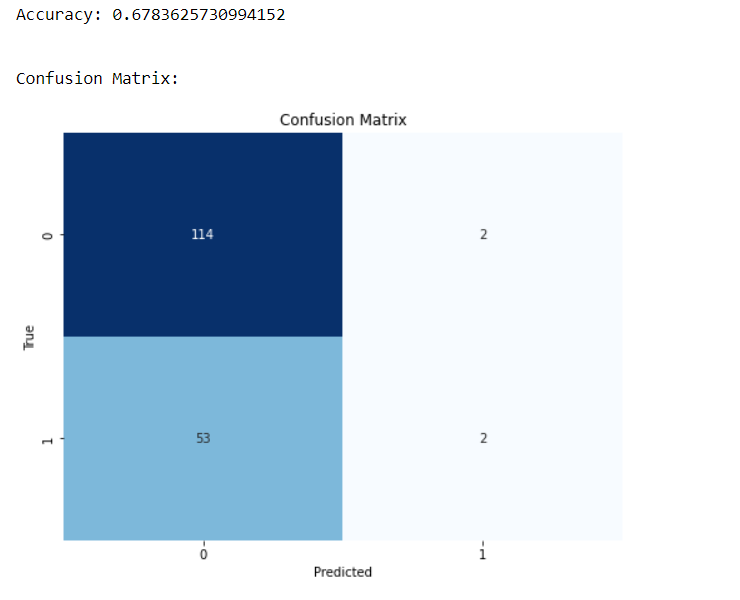 Accuracy: 0.6783625730994152
Confusion Matrix:
Confusion Matrix
0
114
2
True
1
53
2
0
1
Predicted